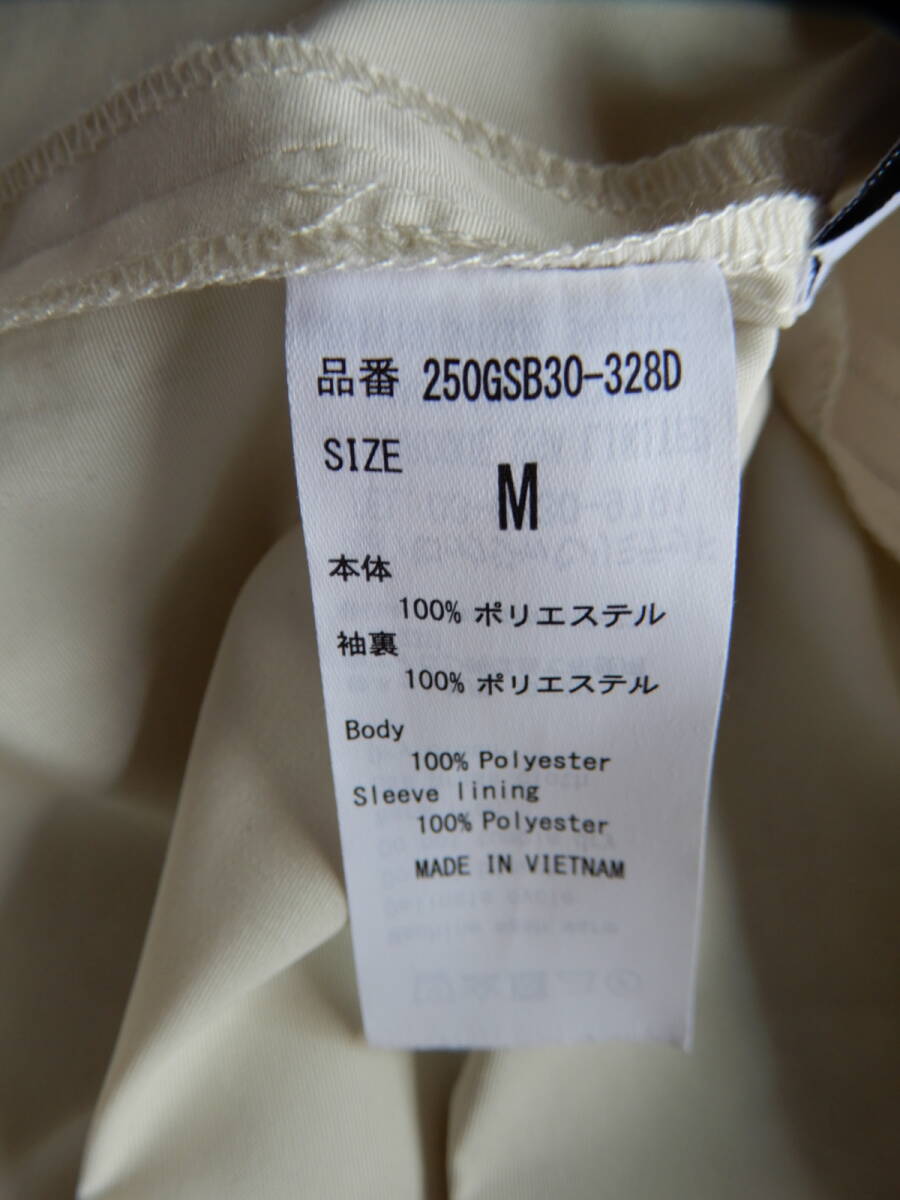 品番 250GSB30-328D
SIZE
M
本体
100% ポリエステル
袖裏
100% ポリエステル
Body
100% Polyester
Sleeve lining
100% Polyester
MADE IN VIETNAM